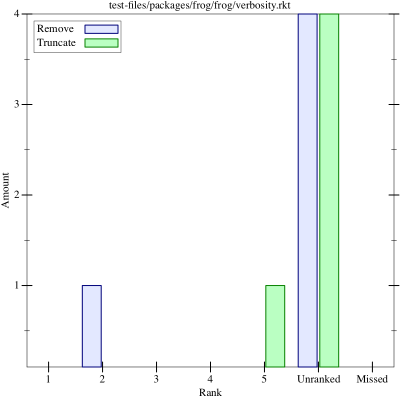 test-files/packages/frog/frog/verbosity.rkt
Remove
Truncate
4
3
2
1
Amount
1 2 3 4 5 Unranked Missed
Rank